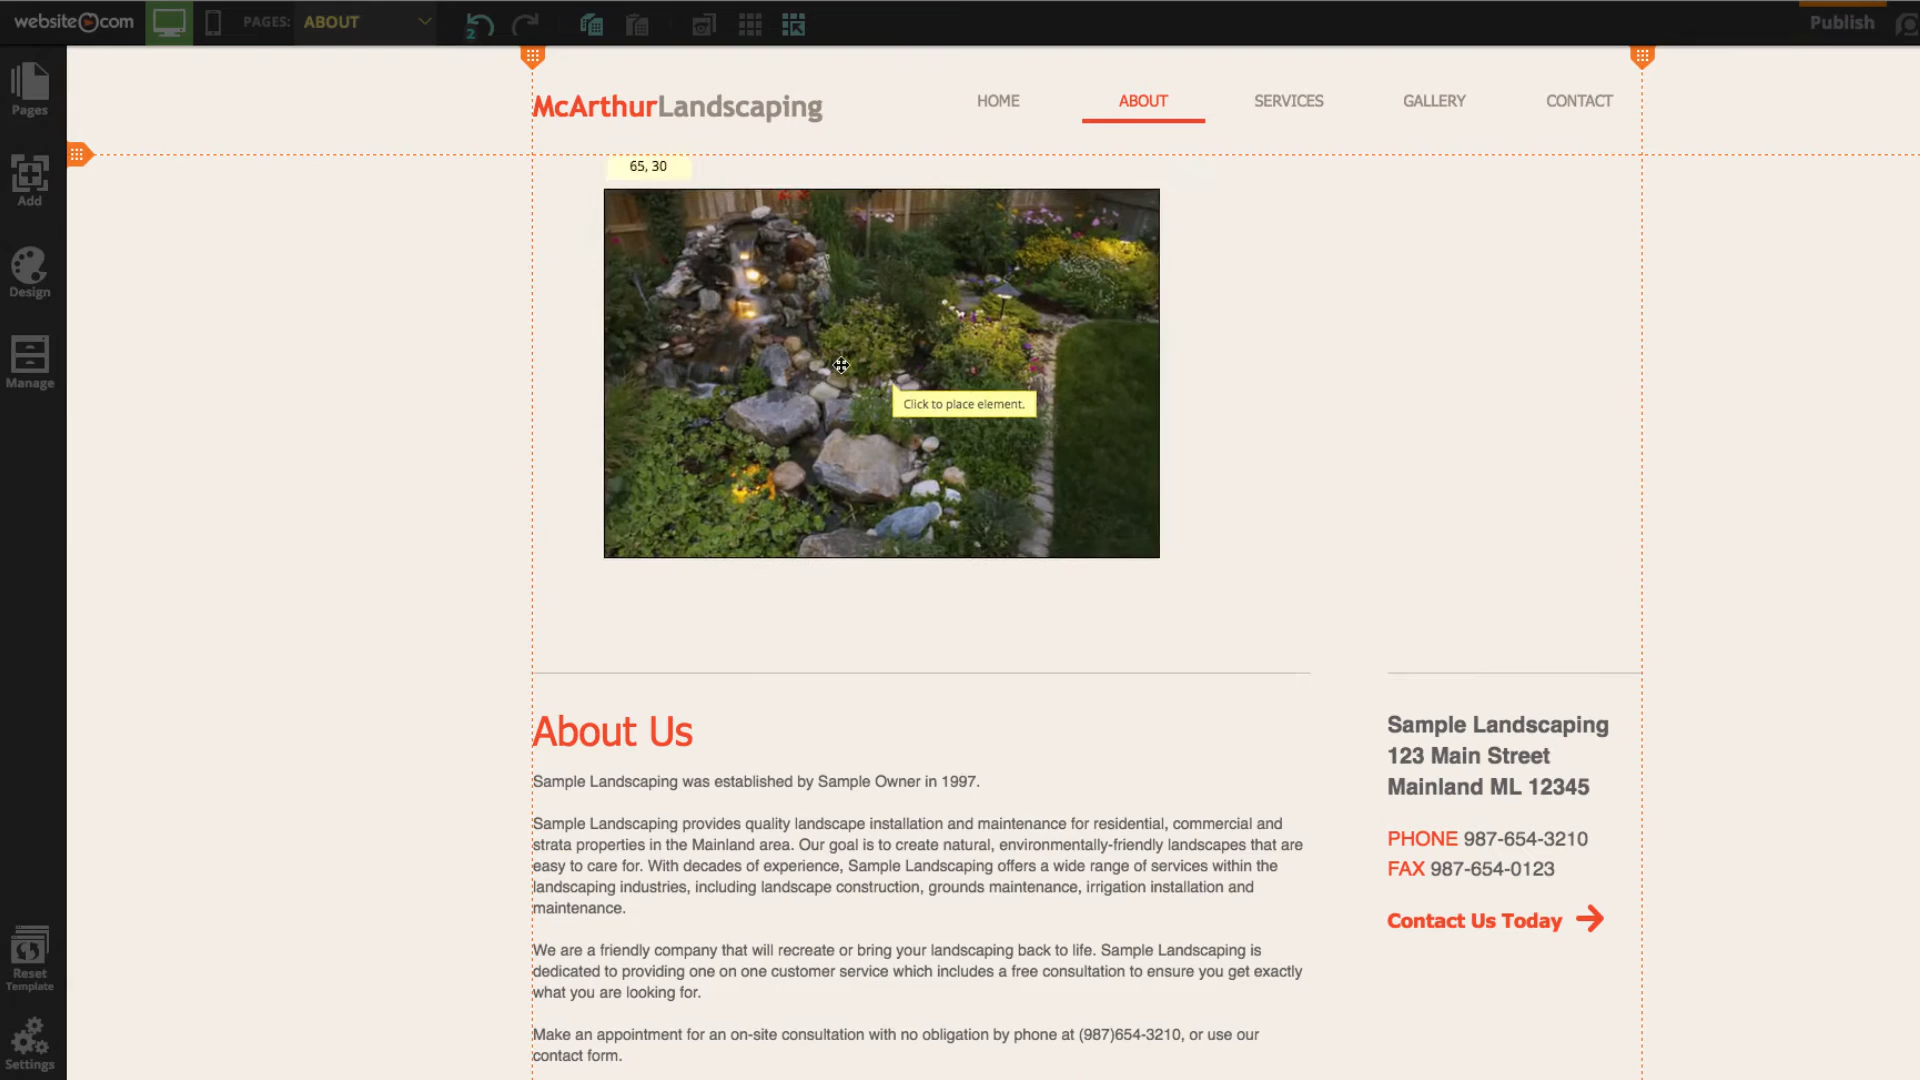 website.com
PAGES:
ABOUT
2
Publish
Pages
Add
Design
Manage
Reset
Template
Settings
McArthurLandscaping
HOME
ABOUT
SERVICES
GALLERY
CONTACT
65, 30
Click to place element.
About Us
Sample Landscaping was established by Sample Owner in 1997.
Sample Landscaping provides quality landscape installation and maintenance for residential, commercial and
strata properties in the Mainland area. Our goal is to create natural, environmentally-friendly landscapes that are
easy to care for. With decades of experience, Sample Landscaping offers a wide range of services within the
landscaping industries, including landscape construction, grounds maintenance, irrigation installation and
maintenance.
We are a friendly company that will recreate or bring your landscaping back to life. Sample Landscaping is
dedicated to providing one on one customer service which includes a free consultation to ensure you get exactly
what you are looking for.
Make an appointment for an on-site consultation with no obligation by phone at (987)654-3210, or use our
contact form.
Sample Landscaping
123 Main Street
Mainland ML 12345
PHONE 987-654-3210
FAX 987-654-0123
Contact Us Today